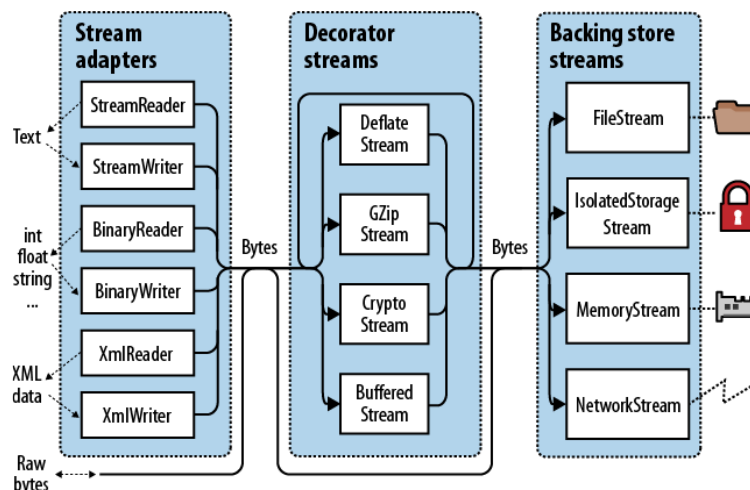 Stream
adapters
StreamReader
Text
StreamWriter
BinaryReader
int
float
string
...
BinaryWriter
XmlReader
XML
data
XmlWriter
Raw
bytes
Bytes
Decorator
streams
Deflate
Stream
GZip
Stream
Crypto
Stream
Buffered
Stream
Bytes
Backing store
streams
FileStream
IsolatedStorage
Stream
MemoryStream
NetworkStream